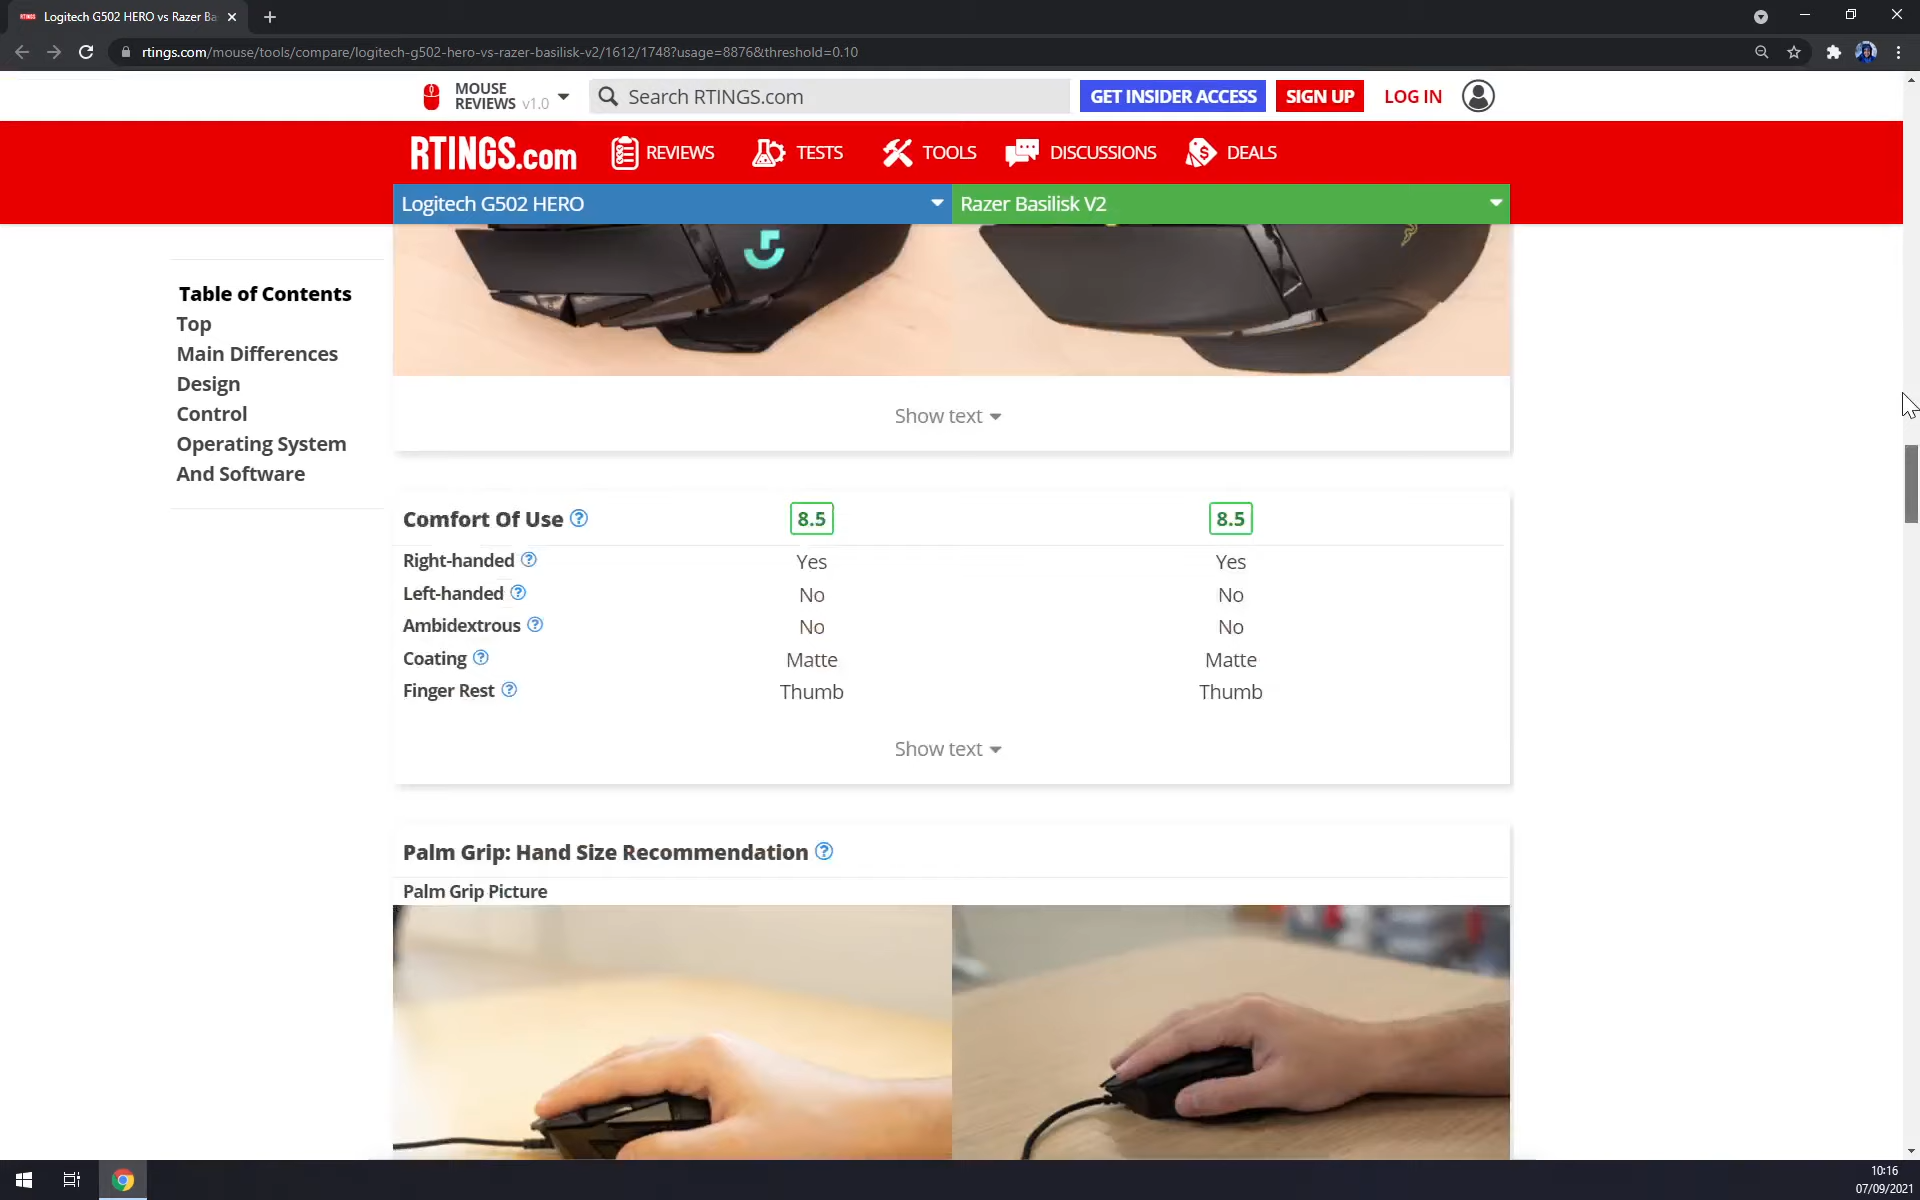 Logitech G502 HERO vs Razer Ba
rtings.com/mouse/tools/compare/logitech-g502-hero-vs-razer-basilisk-v2/1612/1748?usage=8876&threshold=0.10
MOUSE
REVIEWS v1.0
Search RTINGS.com
GET INSIDER ACCESS
SIGN UP
LOG IN
RTINGS.com
REVIEWS
TESTS
TOOLS
DISCUSSIONS
DEALS
Logitech G502 HERO
Razer Basilisk V2
Table of Contents
Top
Main Differences
Design
Control
Operating System
And Software
Show text
Comfort Of Use 8.5 8.5
Right-handed Yes Yes
Left-handed No No
Ambidextrous No No
Coating Matte Matte
Finger Rest Thumb Thumb
Show text
Palm Grip: Hand Size Recommendation
Palm Grip Picture
10:16
07/09/2021